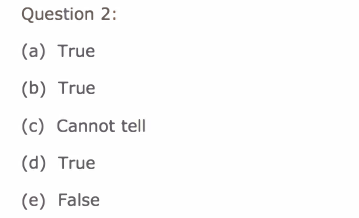 Question 2:
(a) True
(b) True
(c) Cannot tell
(d) True
(e) False